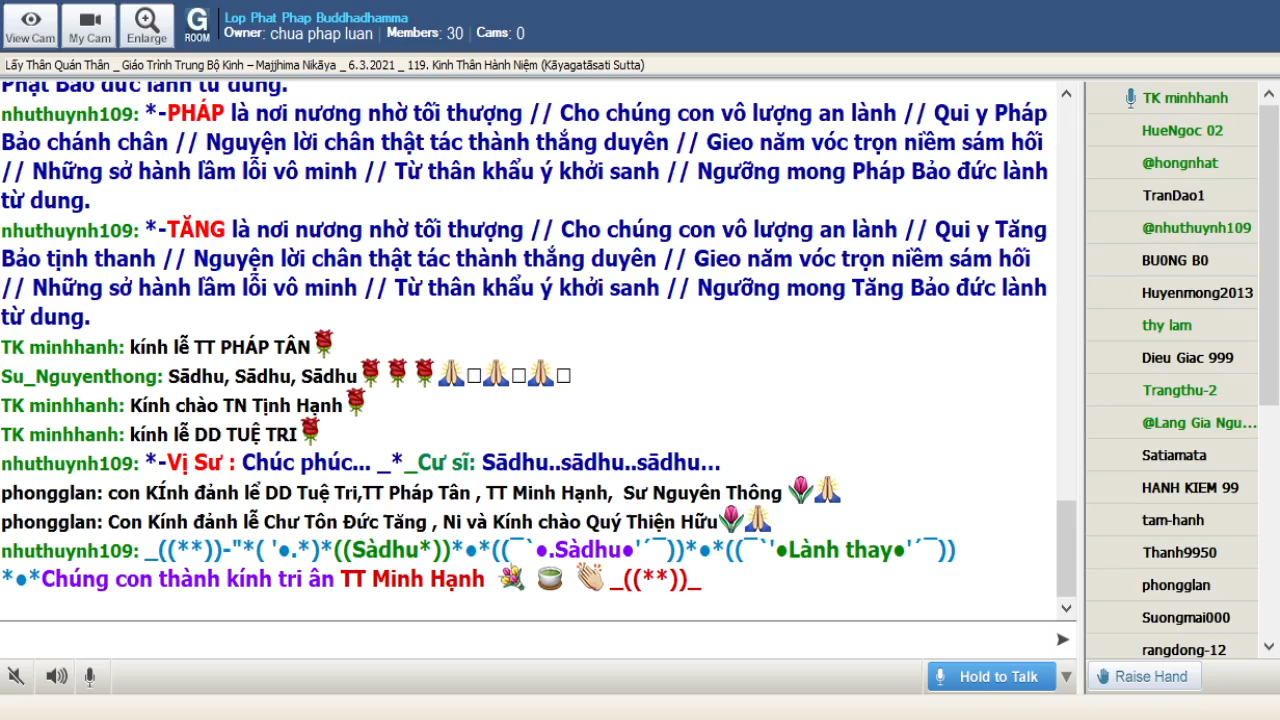 View Cam
My Cam
Enlarge
G
ROOM
Lop Phat Phap Buddhadhamma
Owner: chua phap luan | Members: 30 | Cams: 0
Lấy Thân Quán Thân _ Giáo Trình Trung Bộ Kinh – Majjhima Nikāya _ 6.3.2021 _ 119. Kinh Thân Hành Niệm (Kāyagatāsati Sutta)
Phật Bảo đức lành từ dung.
nhuthuynh109: *-PHÁP là nơi nương nhờ tối thượng // Cho chúng con vô lượng an lành // Qui y Pháp
Bảo chánh chân // Nguyện lời chân thật tác thành thắng duyên // Gieo năm vóc trọn niềm sám hối
// Những sở hành lầm lỗi vô minh // Từ thân khẩu ý khởi sanh // Ngưỡng mong Pháp Bảo đức lành
từ dung.
nhuthuynh109: *-TĂNG là nơi nương nhờ tối thượng // Cho chúng con vô lượng an lành // Qui y Tăng
Bảo tịnh thanh // Nguyện lời chân thật tác thành thắng duyên // Gieo năm vóc trọn niềm sám hối
// Những sở hành lầm lỗi vô minh // Từ thân khẩu ý khởi sanh // Ngưỡng mong Tăng Bảo đức lành
từ dung.
TK minhhanh: kính lễ TT PHÁP TÂN🌹
Su_Nguyenthong: Sādhu, Sādhu, Sādhu🌹🌹🌹🙏□🙏□🙏□
TK minhhanh: Kính chào TN Tịnh Hạnh🌹
TK minhhanh: kính lễ DD TUỆ TRI🌹
nhuthuynh109: *-Vị Sư : Chúc phúc... _*_Cư sĩ: Sādhu..sādhu..sādhu...
phongglan: con KÍnh đảnh lể DD Tuệ Tri,TT Pháp Tân , TT Minh Hạnh, Sư Nguyên Thông 🌷🙏
phongglan: Con Kính đảnh lễ Chư Tôn Đức Tăng , Ni và Kính chào Quý Thiện Hữu🌷🙏
nhuthuynh109: _((**))-"*( '●.*)*((Sàdhu*))*●*((¯`●.Sàdhu●'´¯))*●*((¯`'●Lành thay●'´¯))
*●*Chúng con thành kính tri ân TT Minh Hạnh 💐 🍵 👏 _((**))_
Hold to Talk
TK minhhanh
HueNgoc 02
@hongnhat
TranDao1
@nhuthuynh109
BU0NG B0
Huyenmong2013
thy lam
Dieu Giac 999
Trangthu-2
@Lang Gia Ngu...
Satiamata
HANH KIEM 99
tam-hanh
Thanh9950
phongglan
Suongmai000
rangdong-12
Raise Hand